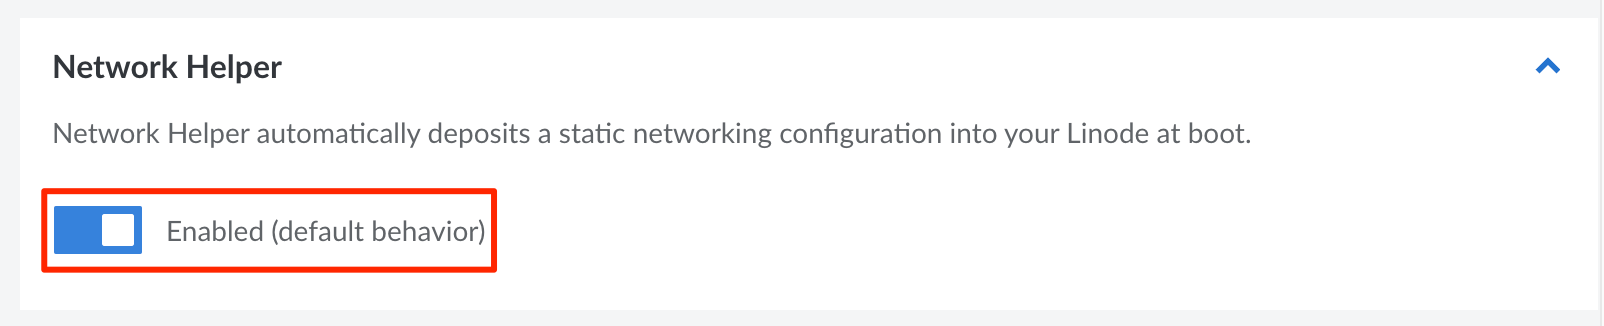 Network Helper
Network Helper automatically deposits a static networking configuration into your Linode at boot.
Enabled (default behavior)